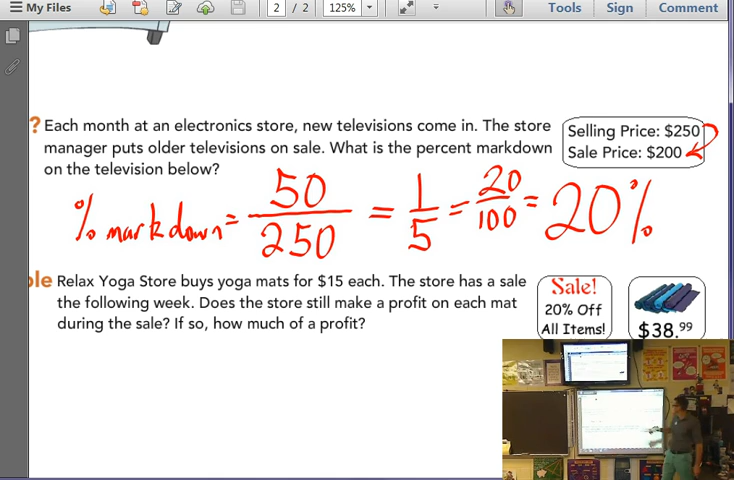 My Files
2 / 2
125%
Tools Sign Comment
? Each month at an electronics store, new televisions come in. The store
manager puts older televisions on sale. What is the percent markdown
on the television below?
Selling Price: $250
Sale Price: $200
% markdown = 50/250 = 1/5 = 20/100 = 20%
ole Relax Yoga Store buys yoga mats for $15 each. The store has a sale
the following week. Does the store still make a profit on each mat
during the sale? If so, how much of a profit?
Sale!
20% Off
All Items!
$38.99